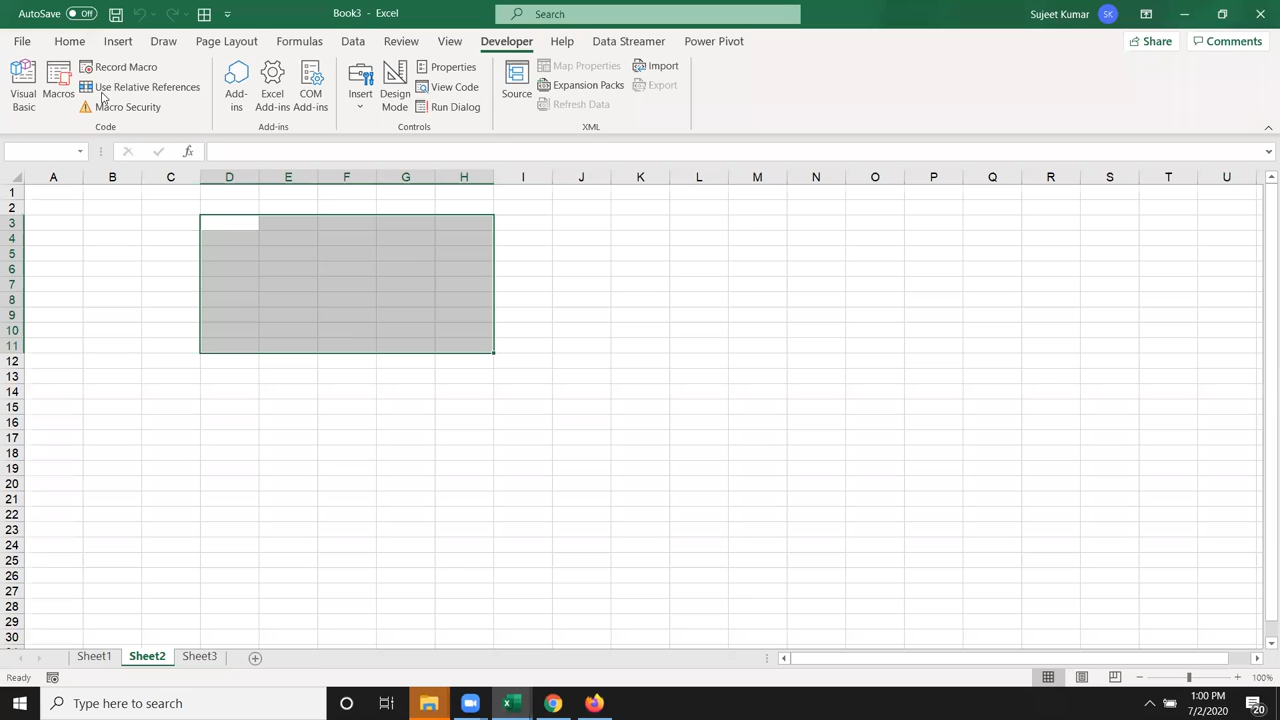 AutoSave Off Book3 - Excel Search Sujeet Kumar SK
File Home Insert Draw Page Layout Formulas Data Review View Developer Help Data Streamer Power Pivot Share Comments
Visual Basic
Macros
Record Macro
Use Relative References
Macro Security
Code
Add-ins
Excel Add-ins
COM Add-ins
Add-ins
Insert
Design Mode
Properties
View Code
Run Dialog
Controls
Source
Map Properties
Expansion Packs
Refresh Data
Import
Export
XML
fx
A B C D E F G H I J K L M N O P Q R S T U
1
2
3
4
5
6
7
8
9
10
11
12
13
14
15
16
17
18
19
20
21
22
23
24
25
26
27
28
29
30
Sheet1 Sheet2 Sheet3
Ready 100%
Type here to search
1:00 PM
7/2/2020
20